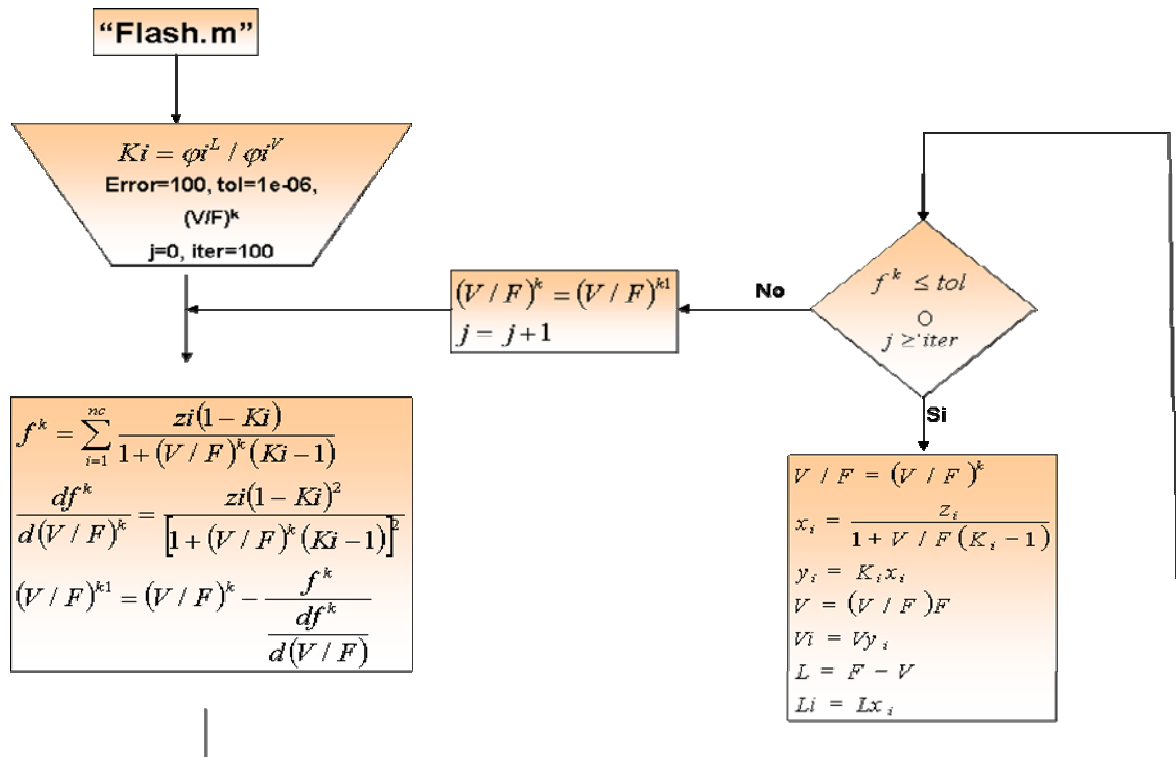 “Flash.m”
Ki = φi^L / φi^V
Error=100, tol=1e-06,
(V/F)^k
j=0, iter=100
(V / F)^k = (V / F)^k1
j = j + 1
No
f^k ≤ tol
O
j ≥ iter
Si
f^k = ∑_{i=1}^{nc} zi(1 − Ki) / (1 + (V / F)^k (Ki − 1))
df^k / d(V / F)^k = zi(1 − Ki)^2 / [1 + (V / F)^k (Ki − 1)]^2
(V / F)^k1 = (V / F)^k − f^k / (df^k / d(V / F))
V / F = (V / F)^k
x_i = z_i / (1 + V / F (K_i − 1))
y_i = K_i x_i
V = (V / F)F
Vi = Vy_i
L = F − V
Li = Lx_i